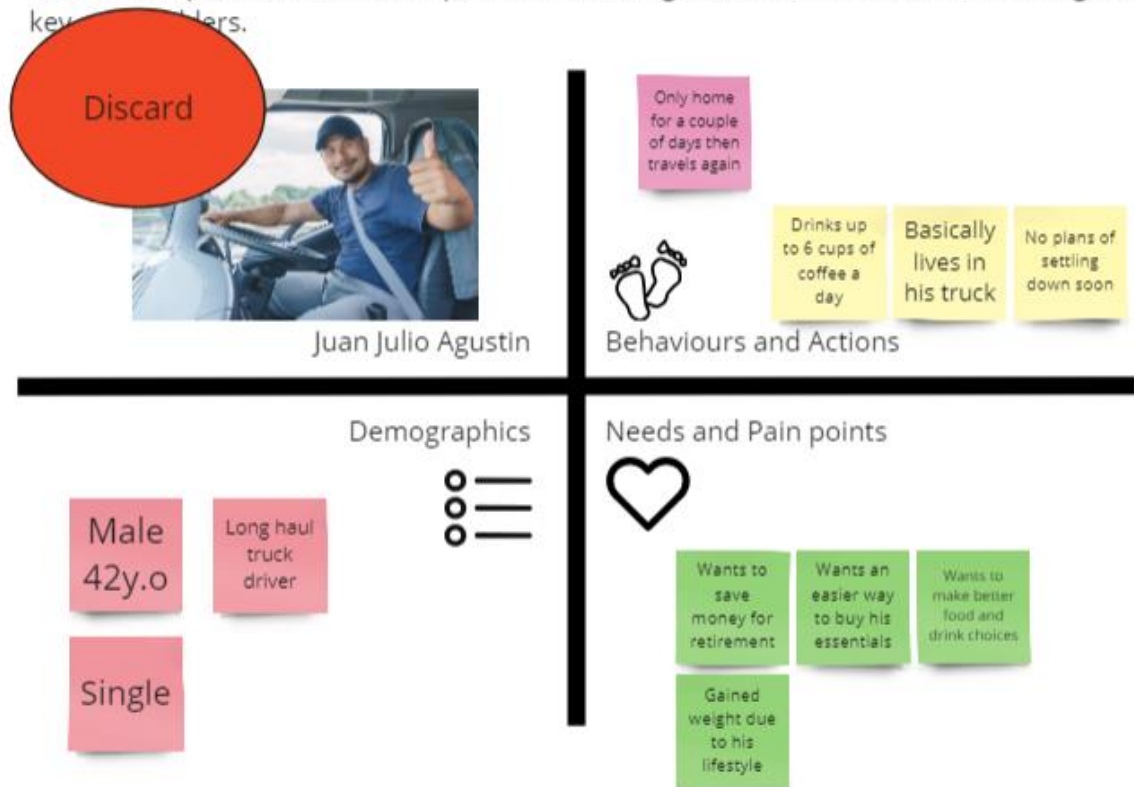 key
lers.
Discard
Juan Julio Agustin
Only home
for a couple
of days then
travels again
Drinks up
to 6 cups of
coffee a
day
Basically
lives in
his truck
No plans of
settling
down soon
Behaviours and Actions
Demographics
Male
42y.o
Long haul
truck
driver
Single
Needs and Pain points
Wants to
save
money for
retirement
Wants an
easier way
to buy his
essentials
Wants to
make better
food and
drink choices
Gained
weight due
to his
lifestyle